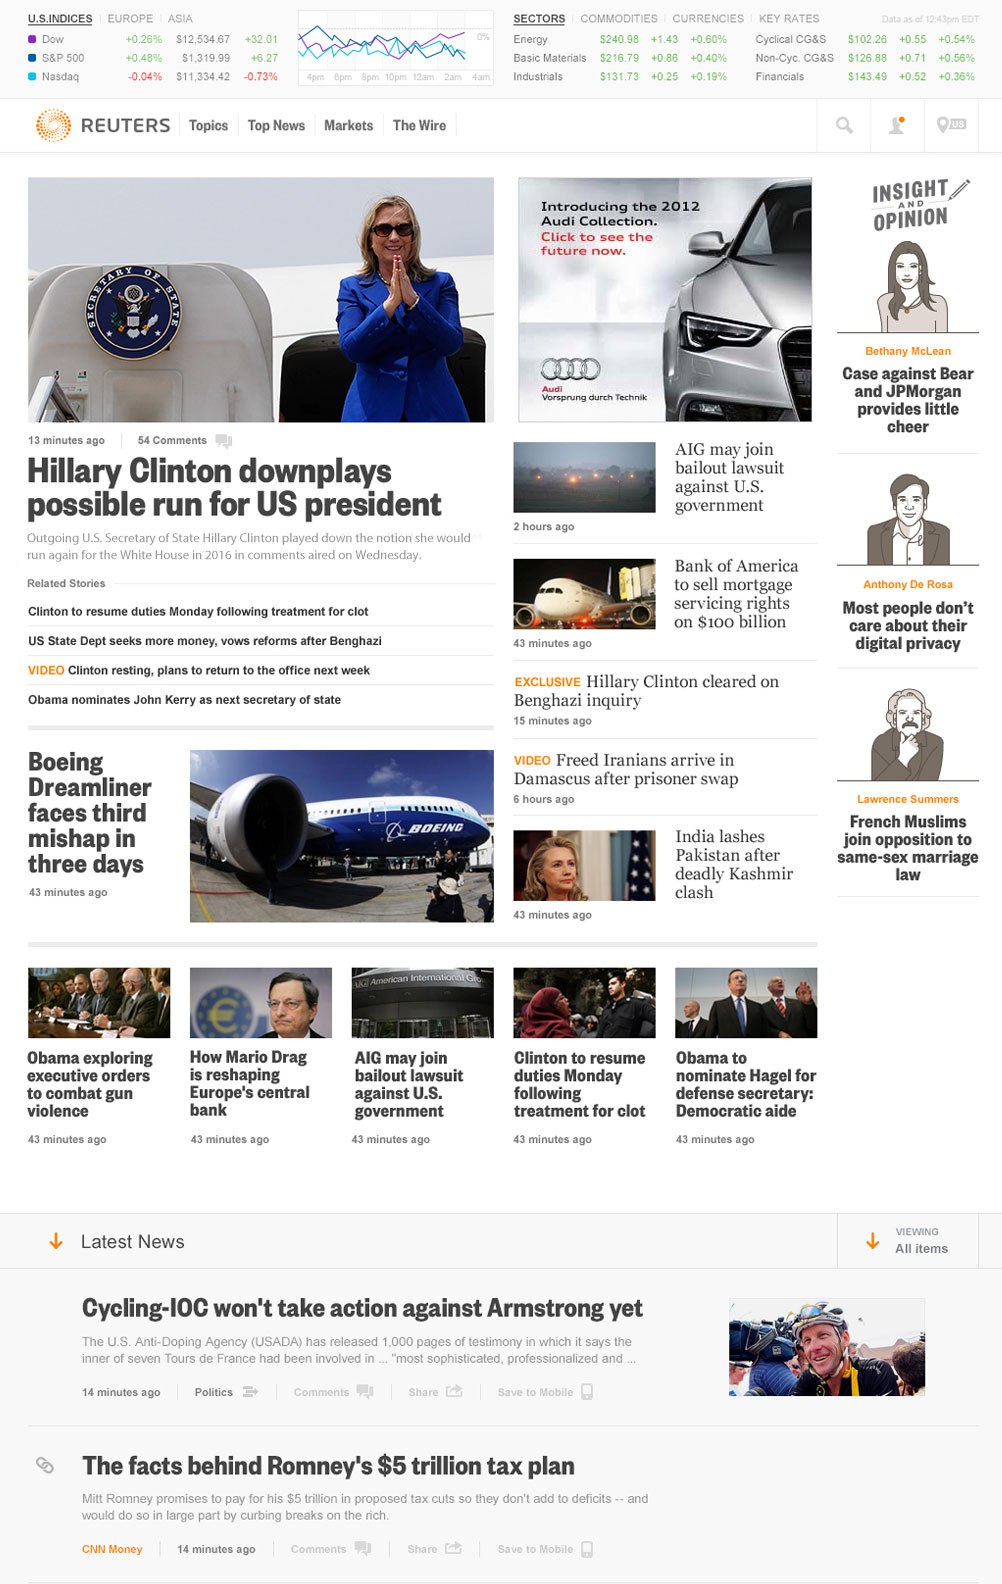 U.S.INDICES EUROPE ASIA
Dow +0.26% $12,534.67 +32.01
S&P 500 +0.48% $1,319.99 +6.27
Nasdaq -0.04% $11,334.42 -0.73%
0%
4pm 6pm 8pm 10pm 12am 2am 4am
SECTORS COMMODITIES CURRENCIES KEY RATES Data as of 12:43pm EDT
Energy $240.98 +1.43 +0.60% Cyclical CG&S $102.26 +0.55 +0.54%
Basic Materials $216.79 +0.86 +0.40% Non-Cyc. CG&S $126.88 +0.71 +0.56%
Industrials $131.73 +0.25 +0.19% Financials $143.49 +0.52 +0.36%
REUTERS Topics Top News Markets The Wire US
SECRETARY OF STATE
13 minutes ago 54 Comments
Hillary Clinton downplays
possible run for US president
Outgoing U.S. Secretary of State Hillary Clinton played down the notion she would
run again for the White House in 2016 in comments aired on Wednesday.
Related Stories
Clinton to resume duties Monday following treatment for clot
US State Dept seeks more money, vows reforms after Benghazi
VIDEO Clinton resting, plans to return to the office next week
Obama nominates John Kerry as next secretary of state
Boeing
Dreamliner
faces third
mishap in
three days
43 minutes ago
BOEING
Introducing the 2012
Audi Collection.
Click to see the
future now.
Audi
Vorsprung durch Technik
AIG may join
bailout lawsuit
against U.S.
government
2 hours ago
Bank of America
to sell mortgage
servicing rights
on $100 billion
43 minutes ago
EXCLUSIVE Hillary Clinton cleared on
Benghazi inquiry
15 minutes ago
VIDEO Freed Iranians arrive in
Damascus after prisoner swap
6 hours ago
India lashes
Pakistan after
deadly Kashmir
clash
43 minutes ago
INSIGHT
AND
OPINION
Bethany McLean
Case against Bear
and JPMorgan
provides little
cheer
Anthony De Rosa
Most people don't
care about their
digital privacy
Lawrence Summers
French Muslims
join opposition to
same-sex marriage
law
Obama exploring
executive orders
to combat gun
violence
43 minutes ago
How Mario Drag
is reshaping
Europe's central
bank
43 minutes ago
American International Gro
AIG may join
bailout lawsuit
against U.S.
government
43 minutes ago
Clinton to resume
duties Monday
following
treatment for clot
43 minutes ago
Obama to
nominate Hagel for
defense secretary:
Democratic aide
43 minutes ago
Latest News
VIEWING
All items
Cycling-IOC won't take action against Armstrong yet
The U.S. Anti-Doping Agency (USADA) has released 1,000 pages of testimony in which it says the
inner of seven Tours de France had been involved in ... "most sophisticated, professionalized and ...
14 minutes ago Politics Comments Share Save to Mobile
The facts behind Romney's $5 trillion tax plan
Mitt Romney promises to pay for his $5 trillion in proposed tax cuts so they don't add to deficits -- and
would do so in large part by curbing breaks on the rich.
CNN Money 14 minutes ago Comments Share Save to Mobile